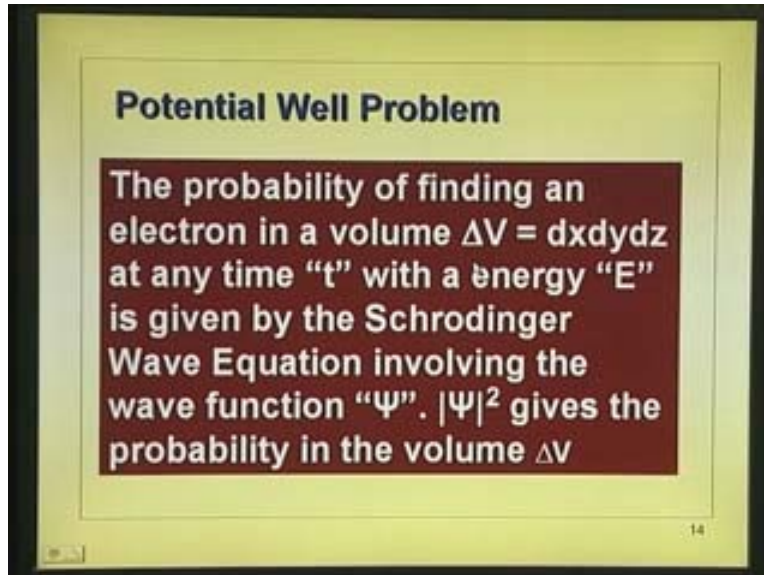 Potential Well Problem
The probability of finding an
electron in a volume ΔV = dxdydz
at any time “t” with a energy “E”
is given by the Schrodinger
Wave Equation involving the
wave function “Ψ”. |Ψ|² gives the
probability in the volume ΔV
14